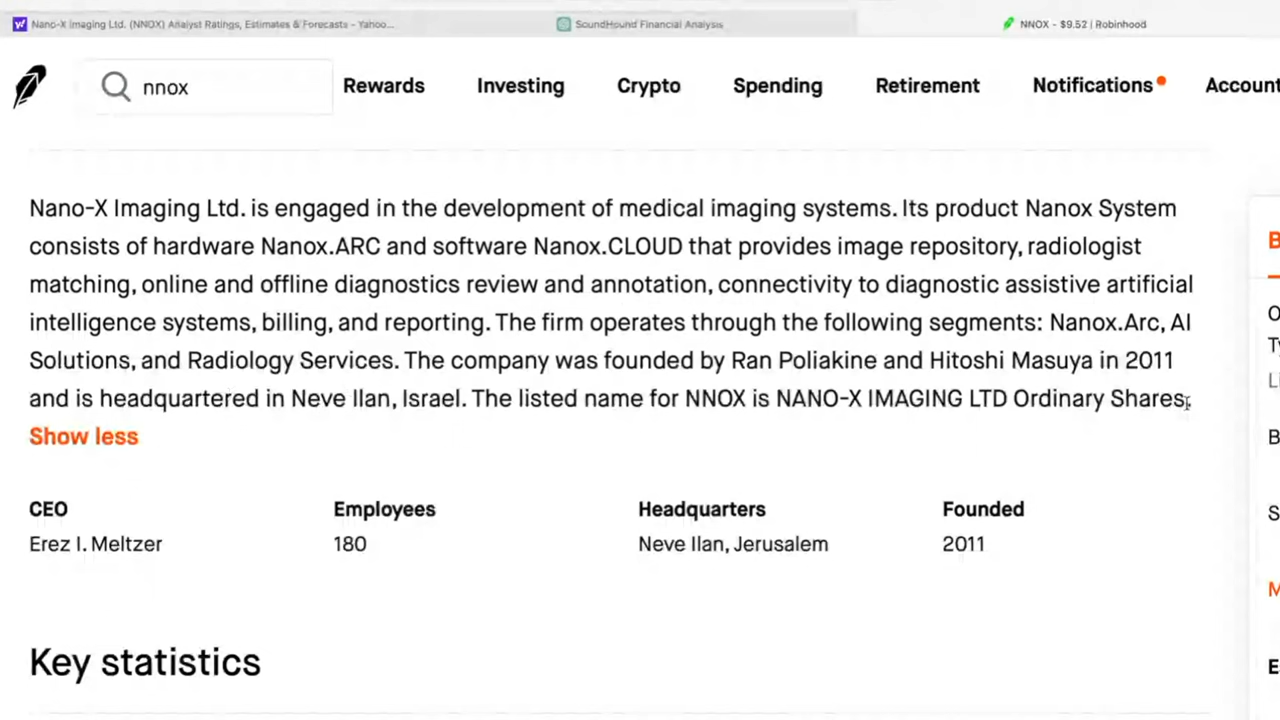 Nano-X Imaging Ltd. (NNOX) Analyst Ratings, Estimates & Forecasts - Yahoo...
SoundHound Financial Analysis
NNOX - $9.52 | Robinhood
nnox
Rewards
Investing
Crypto
Spending
Retirement
Notifications
Account
Nano-X Imaging Ltd. is engaged in the development of medical imaging systems. Its product Nanox System
consists of hardware Nanox.ARC and software Nanox.CLOUD that provides image repository, radiologist
matching, online and offline diagnostics review and annotation, connectivity to diagnostic assistive artificial
intelligence systems, billing, and reporting. The firm operates through the following segments: Nanox.Arc, AI
Solutions, and Radiology Services. The company was founded by Ran Poliakine and Hitoshi Masuya in 2011
and is headquartered in Neve Ilan, Israel. The listed name for NNOX is NANO-X IMAGING LTD Ordinary Shares.
Show less
CEO
Employees
Headquarters
Founded
Erez I. Meltzer
180
Neve Ilan, Jerusalem
2011
Key statistics